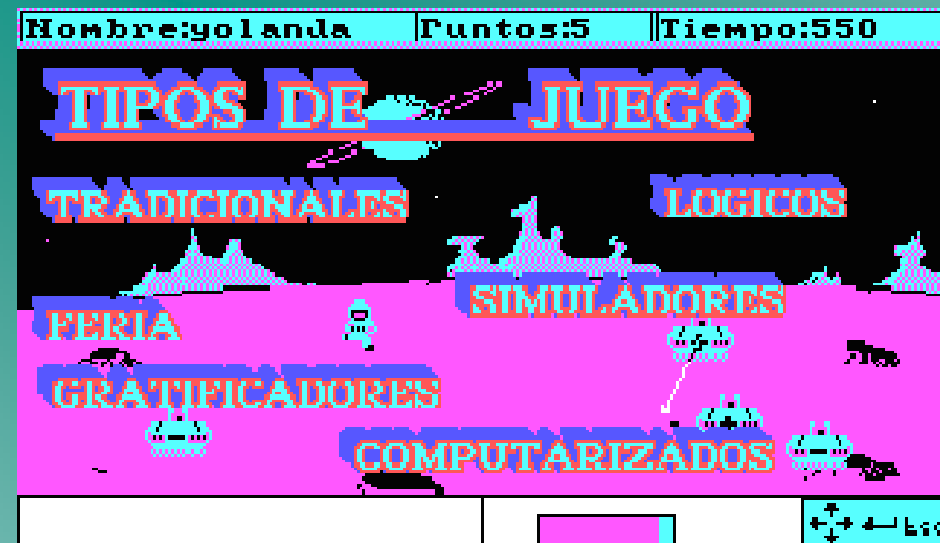 Nombre:yolanda Puntos:5 Tiempo:550
TIPOS DE JUEGO
TRADICIONALES LOGICOS
SIMULADORES
FERIA
GRATIFICADORES
COMPUTARIZADOS